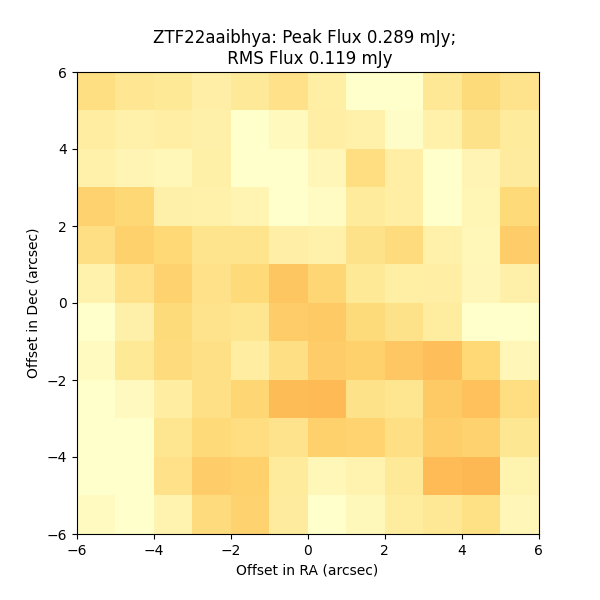 ZTF22aaibhya: Peak Flux 0.289 mJy;
RMS Flux 0.119 mJy
6
4
2
0
−2
−4
−6
Offset in Dec (arcsec)
−6 −4 −2 0 2 4 6
Offset in RA (arcsec)